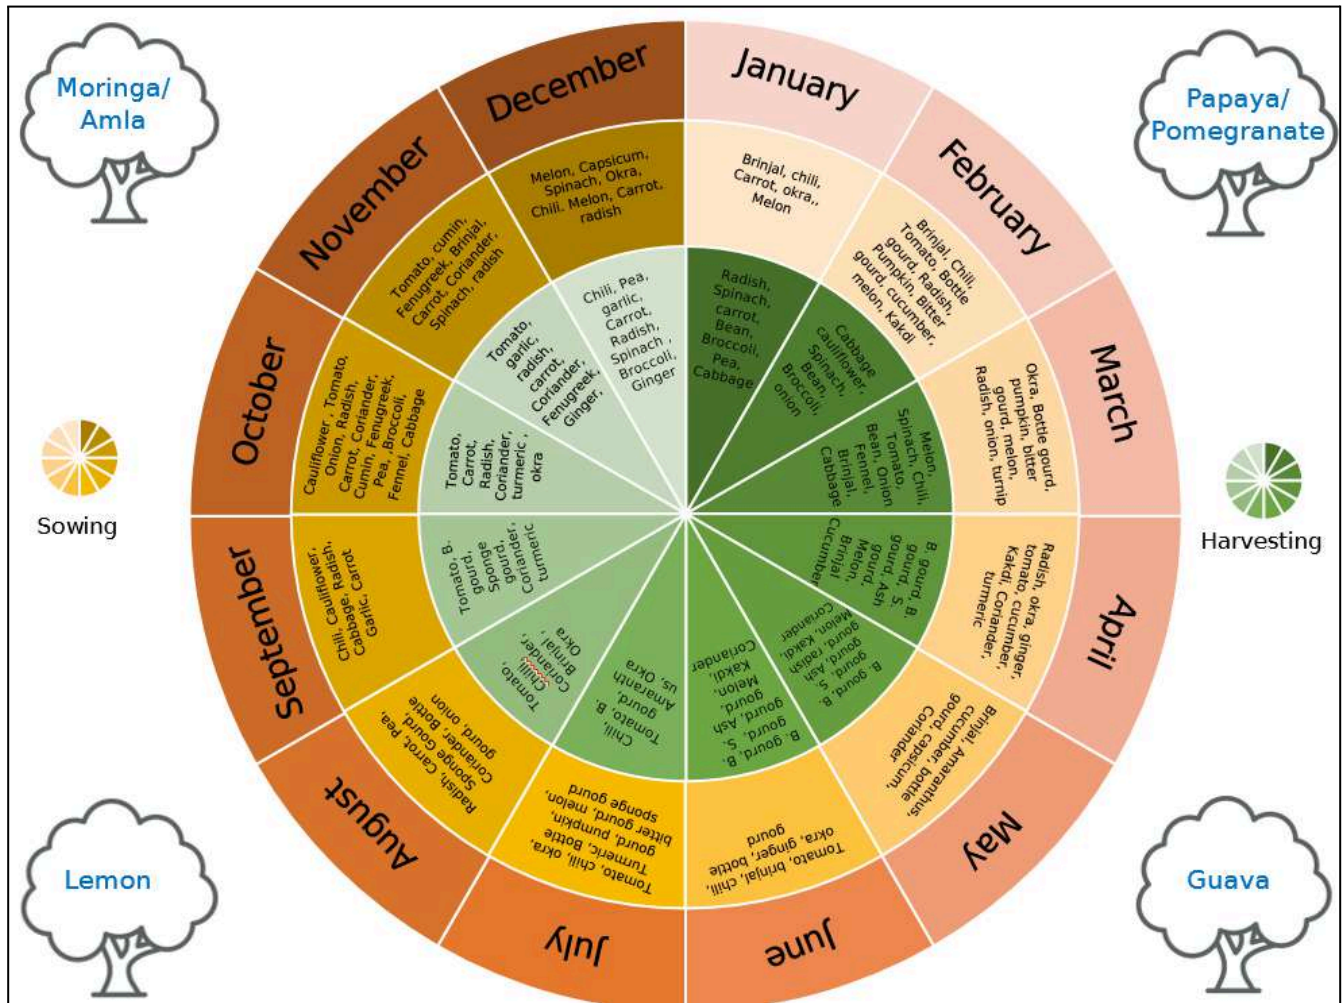 Moringa/
Amla
Papaya/
Pomegranate
Lemon
Guava
Sowing
Harvesting
January
Brinjal, chili,
Carrot, okra,,
Melon
Radish,
Spinach,
carrot,
Bean,
Broccoli,
Pea,
Cabbage
February
Brinjal, Chili,
Tomato, Bottle
gourd, Radish,
Pumpkin, Bitter
gourd, cucumber,
melon, Kakdi
Cabbage
cauliflower,
Spinach,
Bean,
Broccoli,
onion
March
Okra, Bottle gourd,
pumpkin, bitter
gourd, melon,
Radish, onion, turnip
Melon,
Spinach, Chili,
Tomato,
Bean, Onion
Fennel,
Brinjal,
Cabbage
April
Radish, okra, ginger,
tomato, cucumber,
Kakdi, Coriander,
turmeric
B. gourd, B.
gourd, S.
gourd, Ash
gourd,
Melon,
Brinjal
Cucumber
May
Brinjal, Amaranthus,
cucumber, bottle
gourd, capsicum,
Coriander
B. gourd, B.
gourd, S.
gourd, Ash
gourd, radish
Melon, Kakdi,
Coriander
June
Tomato, brinjal, chili,
okra, ginger, bottle
gourd
B. gourd, B.
gourd, S.
gourd, Ash
gourd,
Melon,
Kakdi,
Coriander
July
Tomato, chili, okra,
Turmeric, Bottle
gourd, pumpkin,
bitter gourd, melon,
sponge gourd
Chili,
Tomato, B.
gourd,
Amaranth
us, Okra
August
Radish, Carrot, Pea,
Sponge Gourd,
Coriander, Bottle
gourd, onion
Tomato,
Chili,
Coriander,
Brinjal ,
Okra
September
Chili, Cauliflower,
Cabbage, Radish,
Garlic, Carrot
Tomato, B.
gourd,
Sponge
gourd,
Coriander,
turmeric
October
Cauliflower , Tomato,
Onion, Radish,
Carrot, Coriander,
Cumin, Fenugreek,
Pea, ,Broccoli,
Fennel, Cabbage
Tomato,
Carrot,
Radish,
Coriander,
turmeric ,
okra
November
Tomato, cumin,
Fenugreek, Brinjal,
Carrot, Coriander,
Spinach, radish
Tomato,
garlic,
radish,
carrot,
Coriander,
Fenugreek,
Ginger,
December
Melon, Capsicum,
Spinach, Okra,
Chili. Melon, Carrot,
radish
Chili, Pea,
garlic,
Carrot,
Radish,
Spinach ,
Broccoli,
Ginger